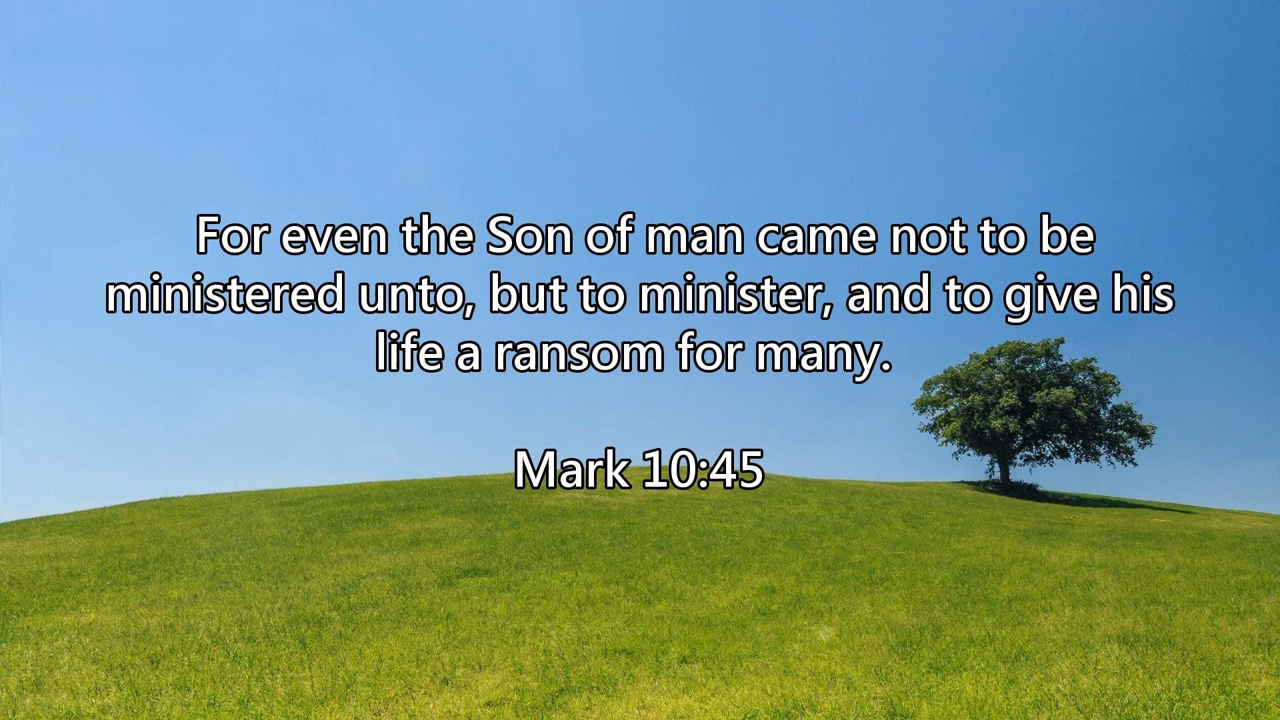 For even the Son of man came not to be
ministered unto, but to minister, and to give his
life a ransom for many.
Mark 10:45